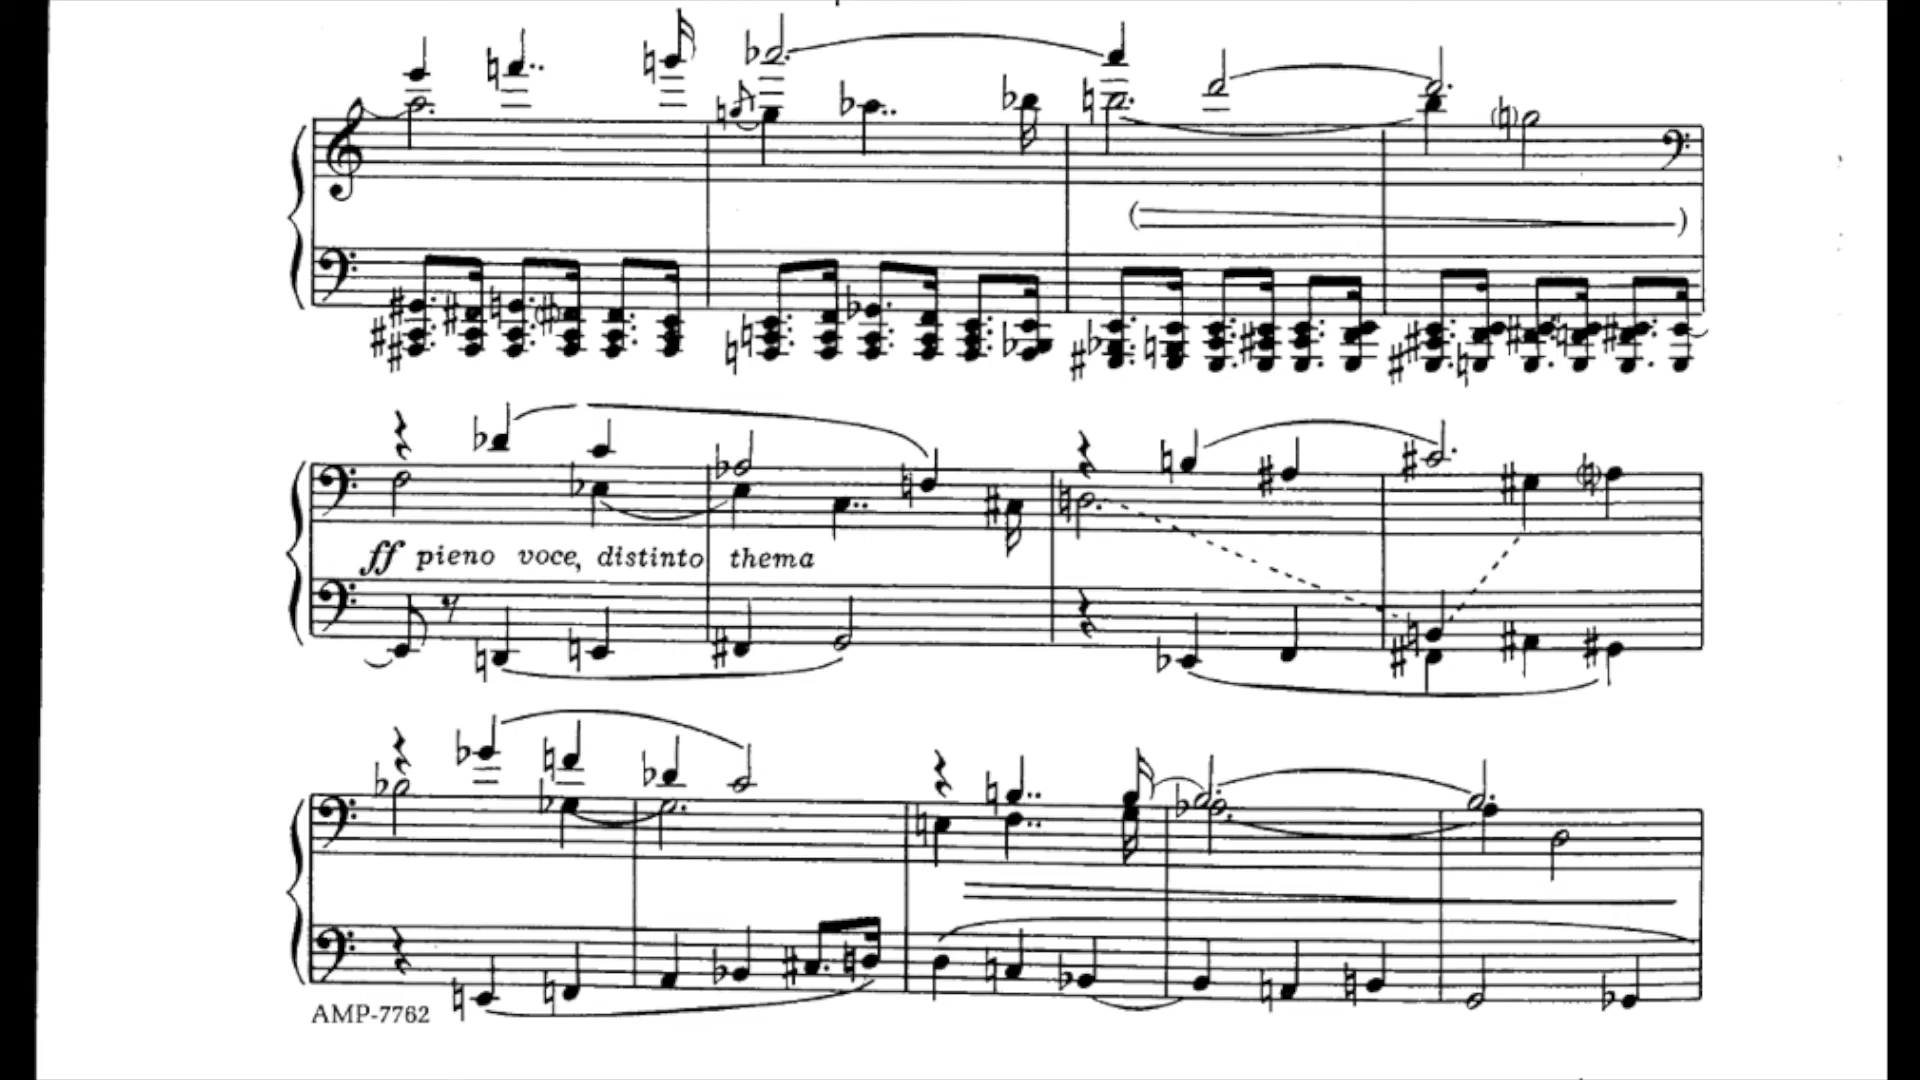 ff pieno voce, distinto thema
AMP-7762